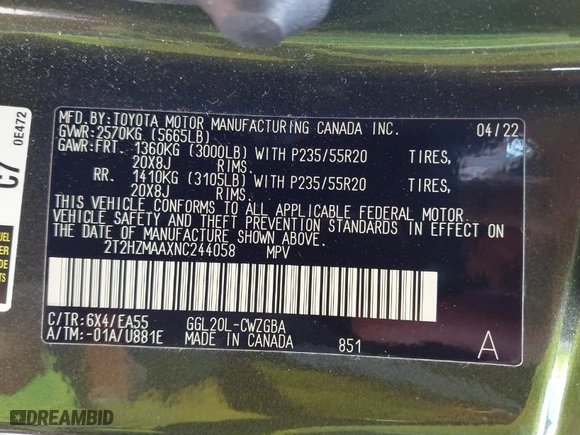 MFD.BY:TOYOTA MOTOR MANUFACTURING CANADA INC. 04/22
GVWR:2570KG (5665LB)
GAWR:FRT. 1360KG (3000LB) WITH P235/55R20 TIRES,
20X8J RIMS.
RR. 1410KG (3105LB) WITH P235/55R20 TIRES,
20X8J RIMS.
THIS VEHICLE CONFORMS TO ALL APPLICABLE FEDERAL MOTOR
VEHICLE SAFETY AND THEFT PREVENTION STANDARDS IN EFFECT ON
THE DATE OF MANUFACTURE SHOWN ABOVE.
2T2HZMAAXNC244058 MPV
C/TR:6X4/EA55 GGL20L-CWZGBA
A/TM:-01A/U881E MADE IN CANADA 851 A
C7
0E472
DREAMBID